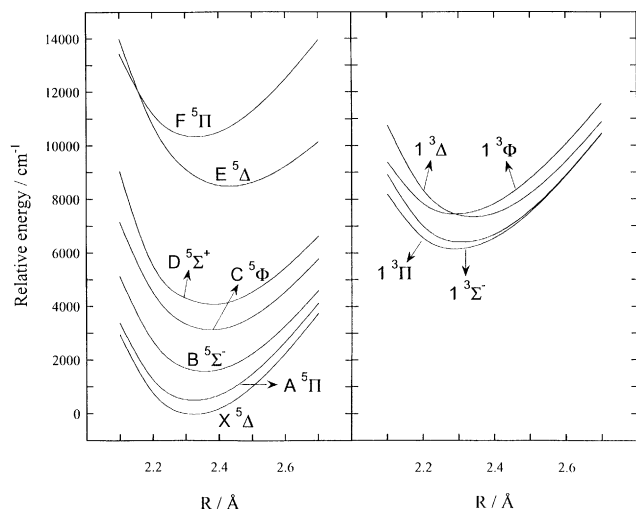 Relative energy / cm⁻¹
14000
12000
10000
8000
6000
4000
2000
0
F ⁵Π
E ⁵Δ
D ⁵Σ⁺
C ⁵Φ
B ⁵Σ⁻
A ⁵Π
X ⁵Δ
2.2 2.4 2.6
R / Å
1 ³Δ
1 ³Φ
1 ³Π
1 ³Σ⁻
2.2 2.4 2.6
R / Å